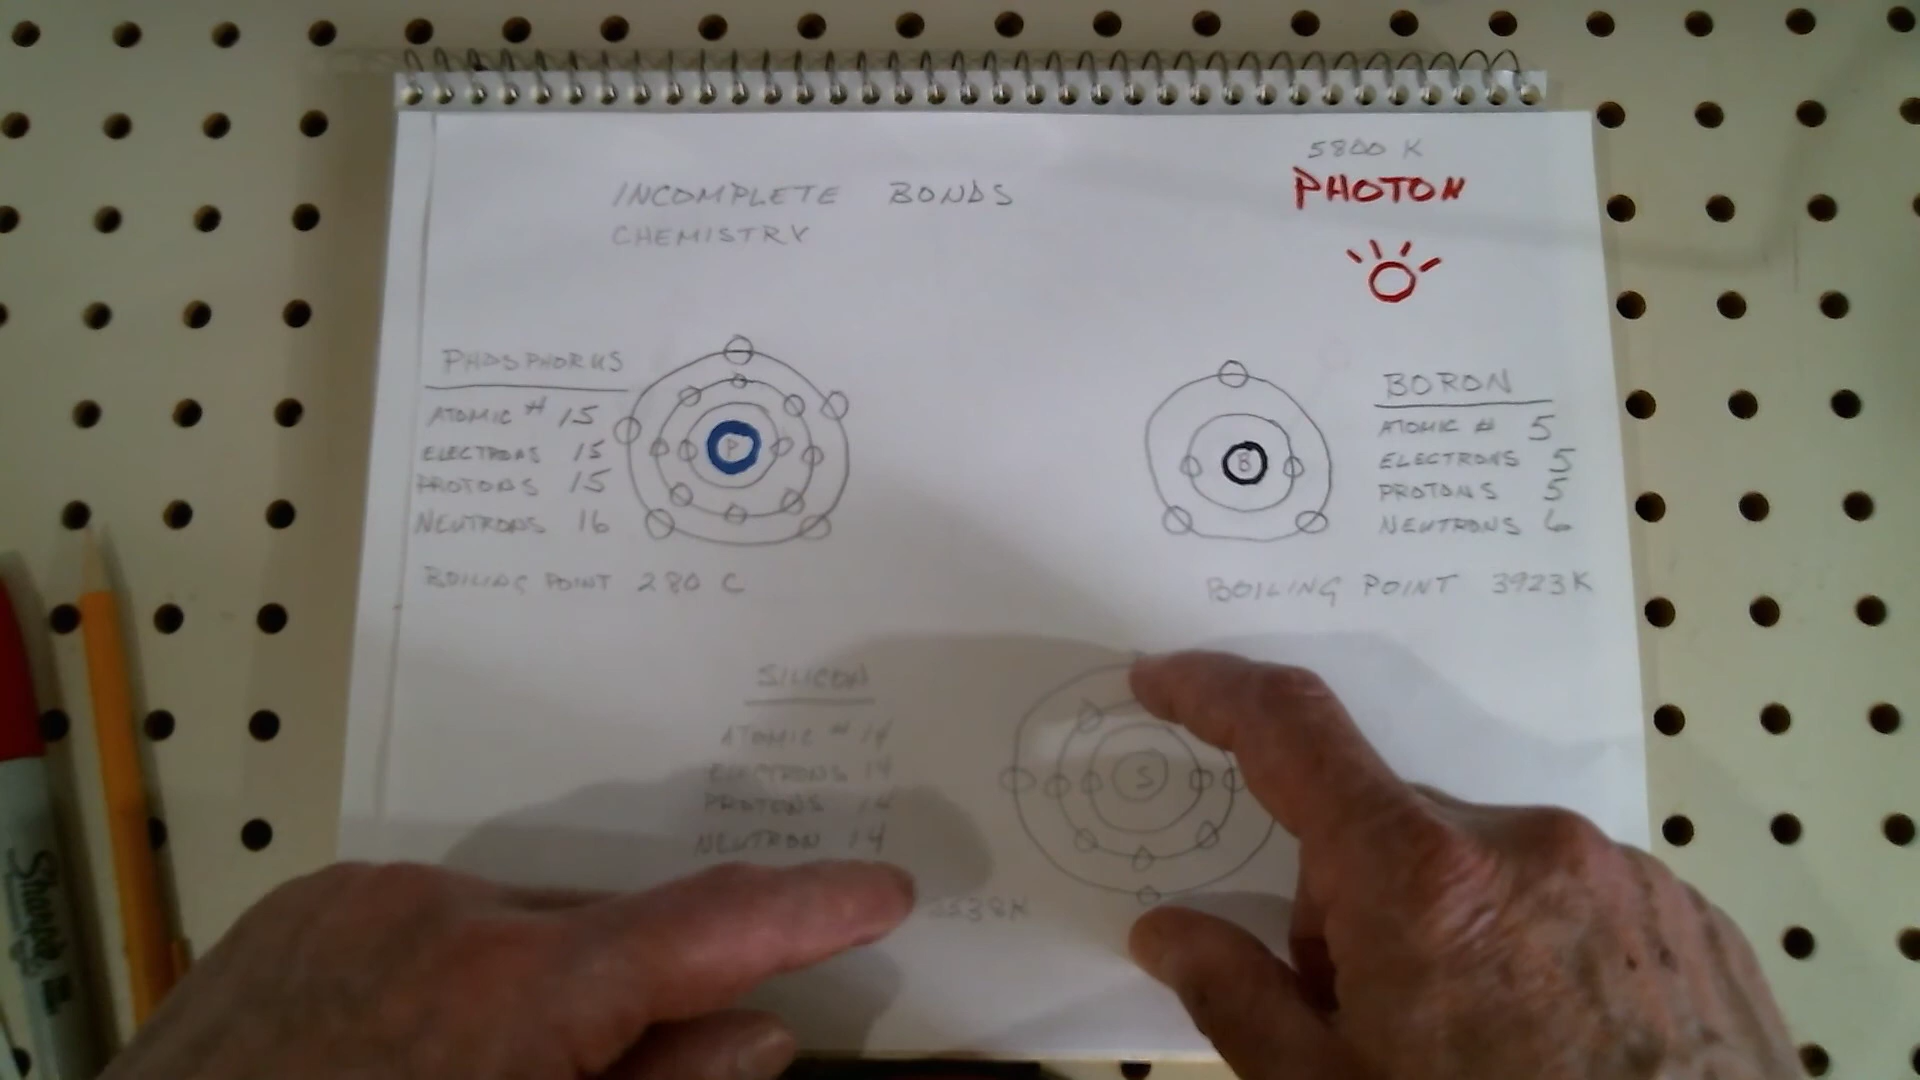 5800 K
PHOTON
INCOMPLETE BONDS
CHEMISTRY
PHOSPHORUS
ATOMIC # 15
ELECTRONS 15
PROTONS 15
NEUTRONS 16
BOILING POINT 280 C
P
BORON
ATOMIC # 5
ELECTRONS 5
PROTONS 5
NEUTRONS 6
BOILING POINT 3923K
B
SILICON
ATOMIC # 14
ELECTRONS 14
PROTONS 14
NEUTRON 14
S
Sharpie